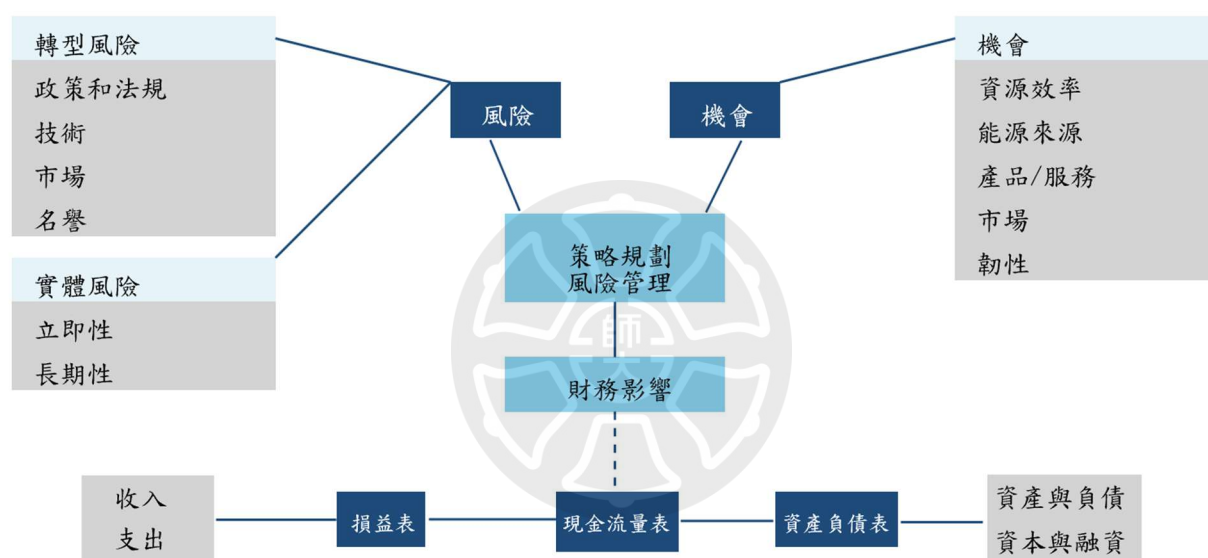 轉型風險
政策和法規
技術
市場
名譽
實體風險
立即性
長期性
風險
機會
機會
資源效率
能源來源
產品/服務
市場
韌性
策略規劃
風險管理
師大
財務影響
收入
支出
損益表
現金流量表
資產負債表
資產與負債
資本與融資